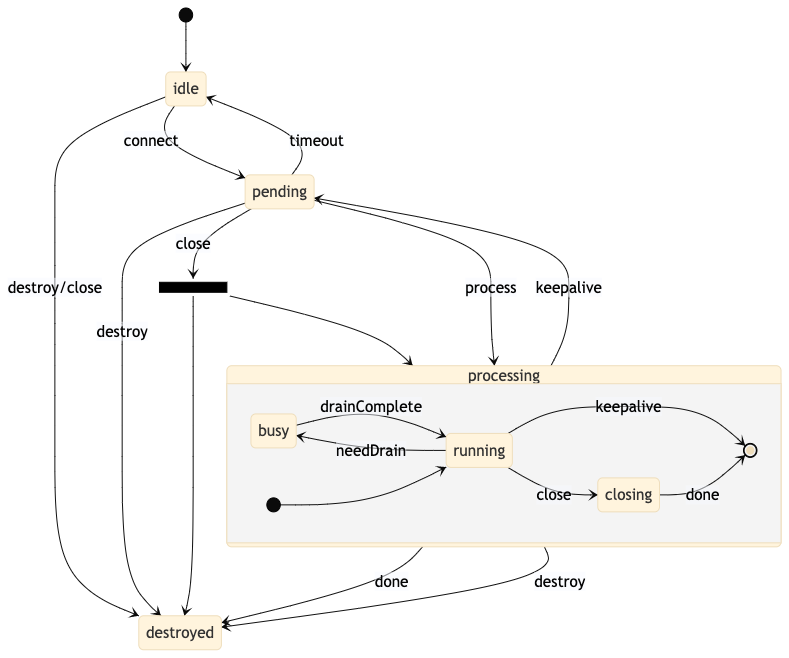 idle
connect
timeout
pending
close
destroy/close
process
keepalive
destroy
processing
drainComplete
keepalive
busy
needDrain
running
close
closing
done
done
destroy
destroyed